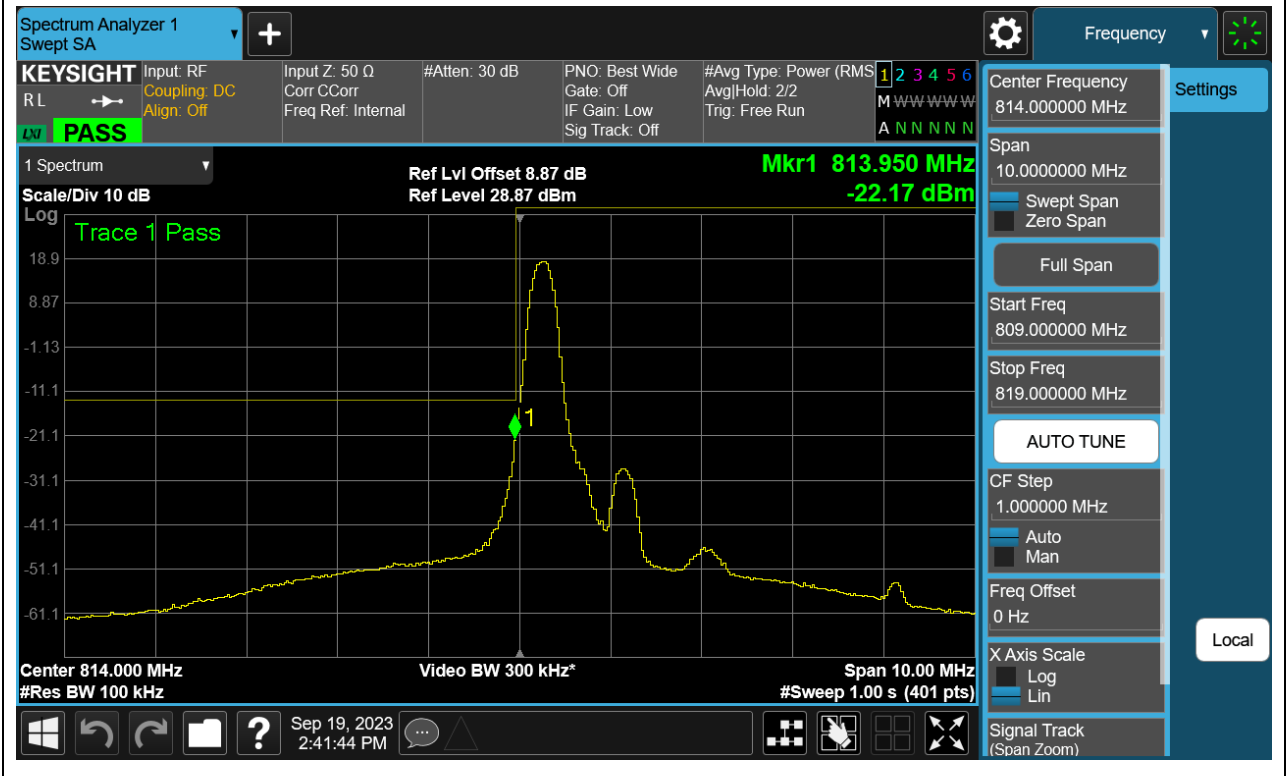 Spectrum Analyzer 1
Swept SA
+
Frequency
KEYSIGHT
R L
LXI PASS
Input: RF
Coupling: DC
Align: Off
Input Z: 50 Ω
Corr CCorr
Freq Ref: Internal
#Atten: 30 dB
PNO: Best Wide
Gate: Off
IF Gain: Low
Sig Track: Off
#Avg Type: Power (RMS
Avg|Hold: 2/2
Trig: Free Run
1 2 3 4 5 6
M W W W W W
A N N N N N
1 Spectrum
Scale/Div 10 dB
Ref Lvl Offset 8.87 dB
Ref Level 28.87 dBm
Mkr1 813.950 MHz
-22.17 dBm
Log
Trace 1 Pass
18.9
8.87
-1.13
-11.1
1
-21.1
-31.1
-41.1
-51.1
-61.1
Center 814.000 MHz
Video BW 300 kHz*
Span 10.00 MHz
#Res BW 100 kHz
#Sweep 1.00 s (401 pts)
?
Sep 19, 2023
2:41:44 PM
Center Frequency
814.000000 MHz
Span
10.0000000 MHz
Swept Span
Zero Span
Full Span
Start Freq
809.000000 MHz
Stop Freq
819.000000 MHz
AUTO TUNE
CF Step
1.000000 MHz
Auto
Man
Freq Offset
0 Hz
X Axis Scale
Log
Lin
Signal Track
(Span Zoom)
Settings
Local